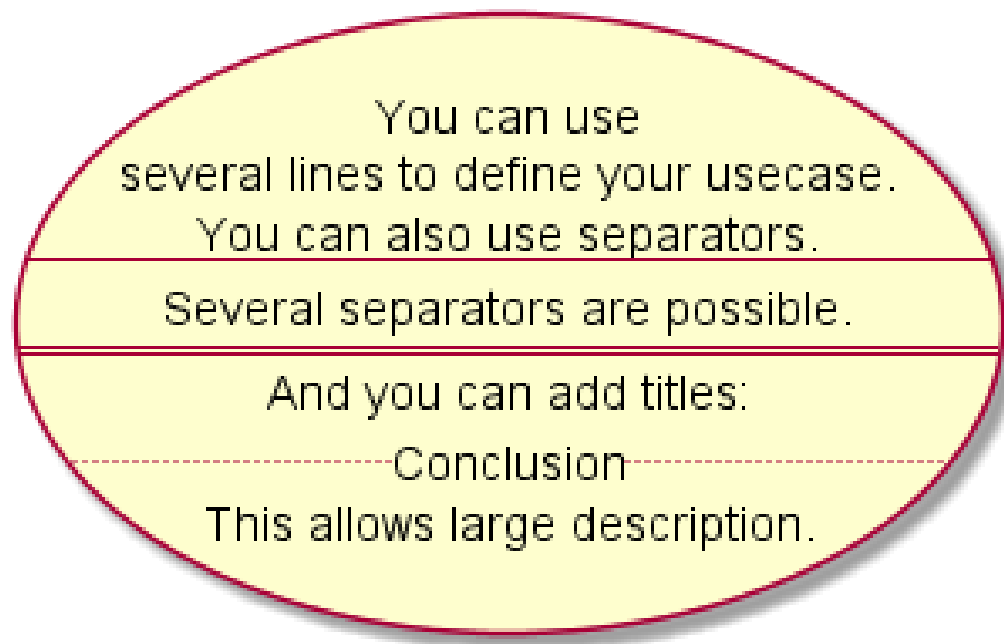 You can use
several lines to define your usecase.
You can also use separators.
Several separators are possible.
And you can add titles:
Conclusion
This allows large description.